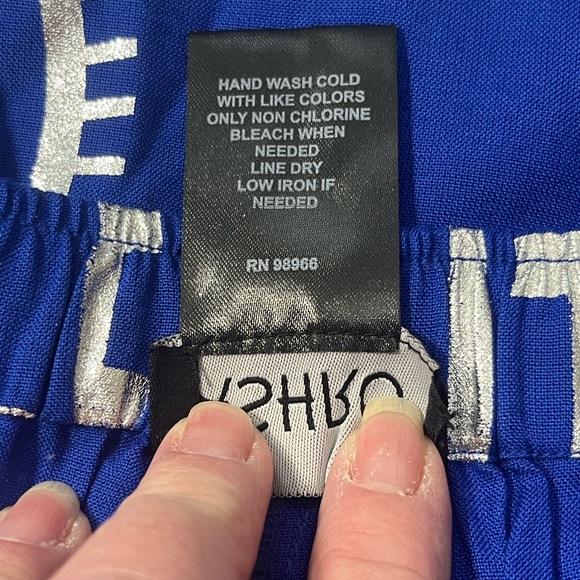 HAND WASH COLD
WITH LIKE COLORS
ONLY NON CHLORINE
BLEACH WHEN
NEEDED
LINE DRY
LOW IRON IF
NEEDED
RN 98966
ASHRO